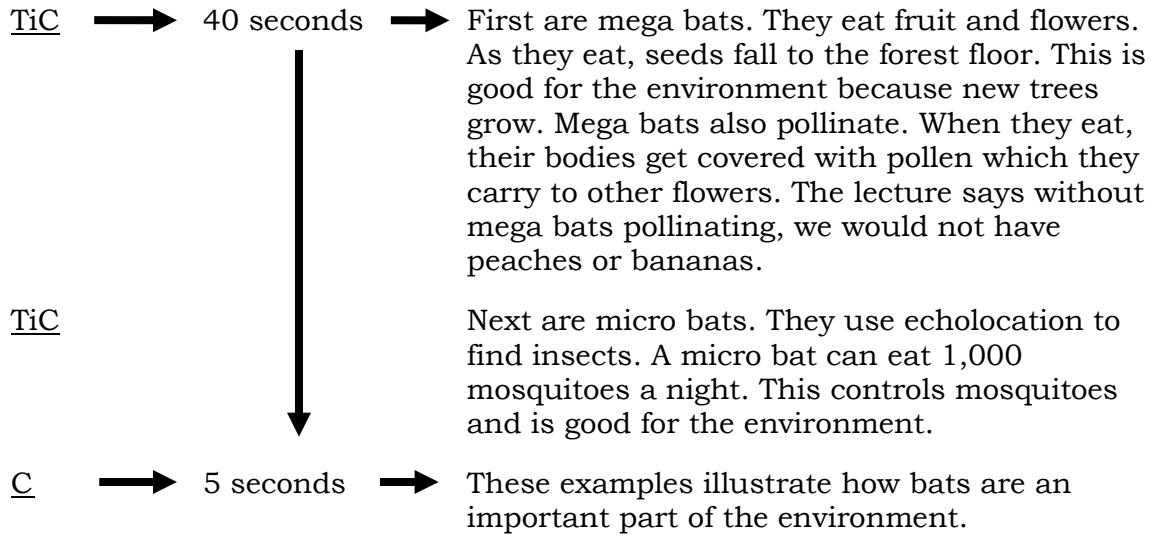 TiC 40 seconds First are mega bats. They eat fruit and flowers.
As they eat, seeds fall to the forest floor. This is
good for the environment because new trees
grow. Mega bats also pollinate. When they eat,
their bodies get covered with pollen which they
carry to other flowers. The lecture says without
mega bats pollinating, we would not have
peaches or bananas.
TiC Next are micro bats. They use echolocation to
find insects. A micro bat can eat 1,000
mosquitoes a night. This controls mosquitoes
and is good for the environment.
C 5 seconds These examples illustrate how bats are an
important part of the environment.